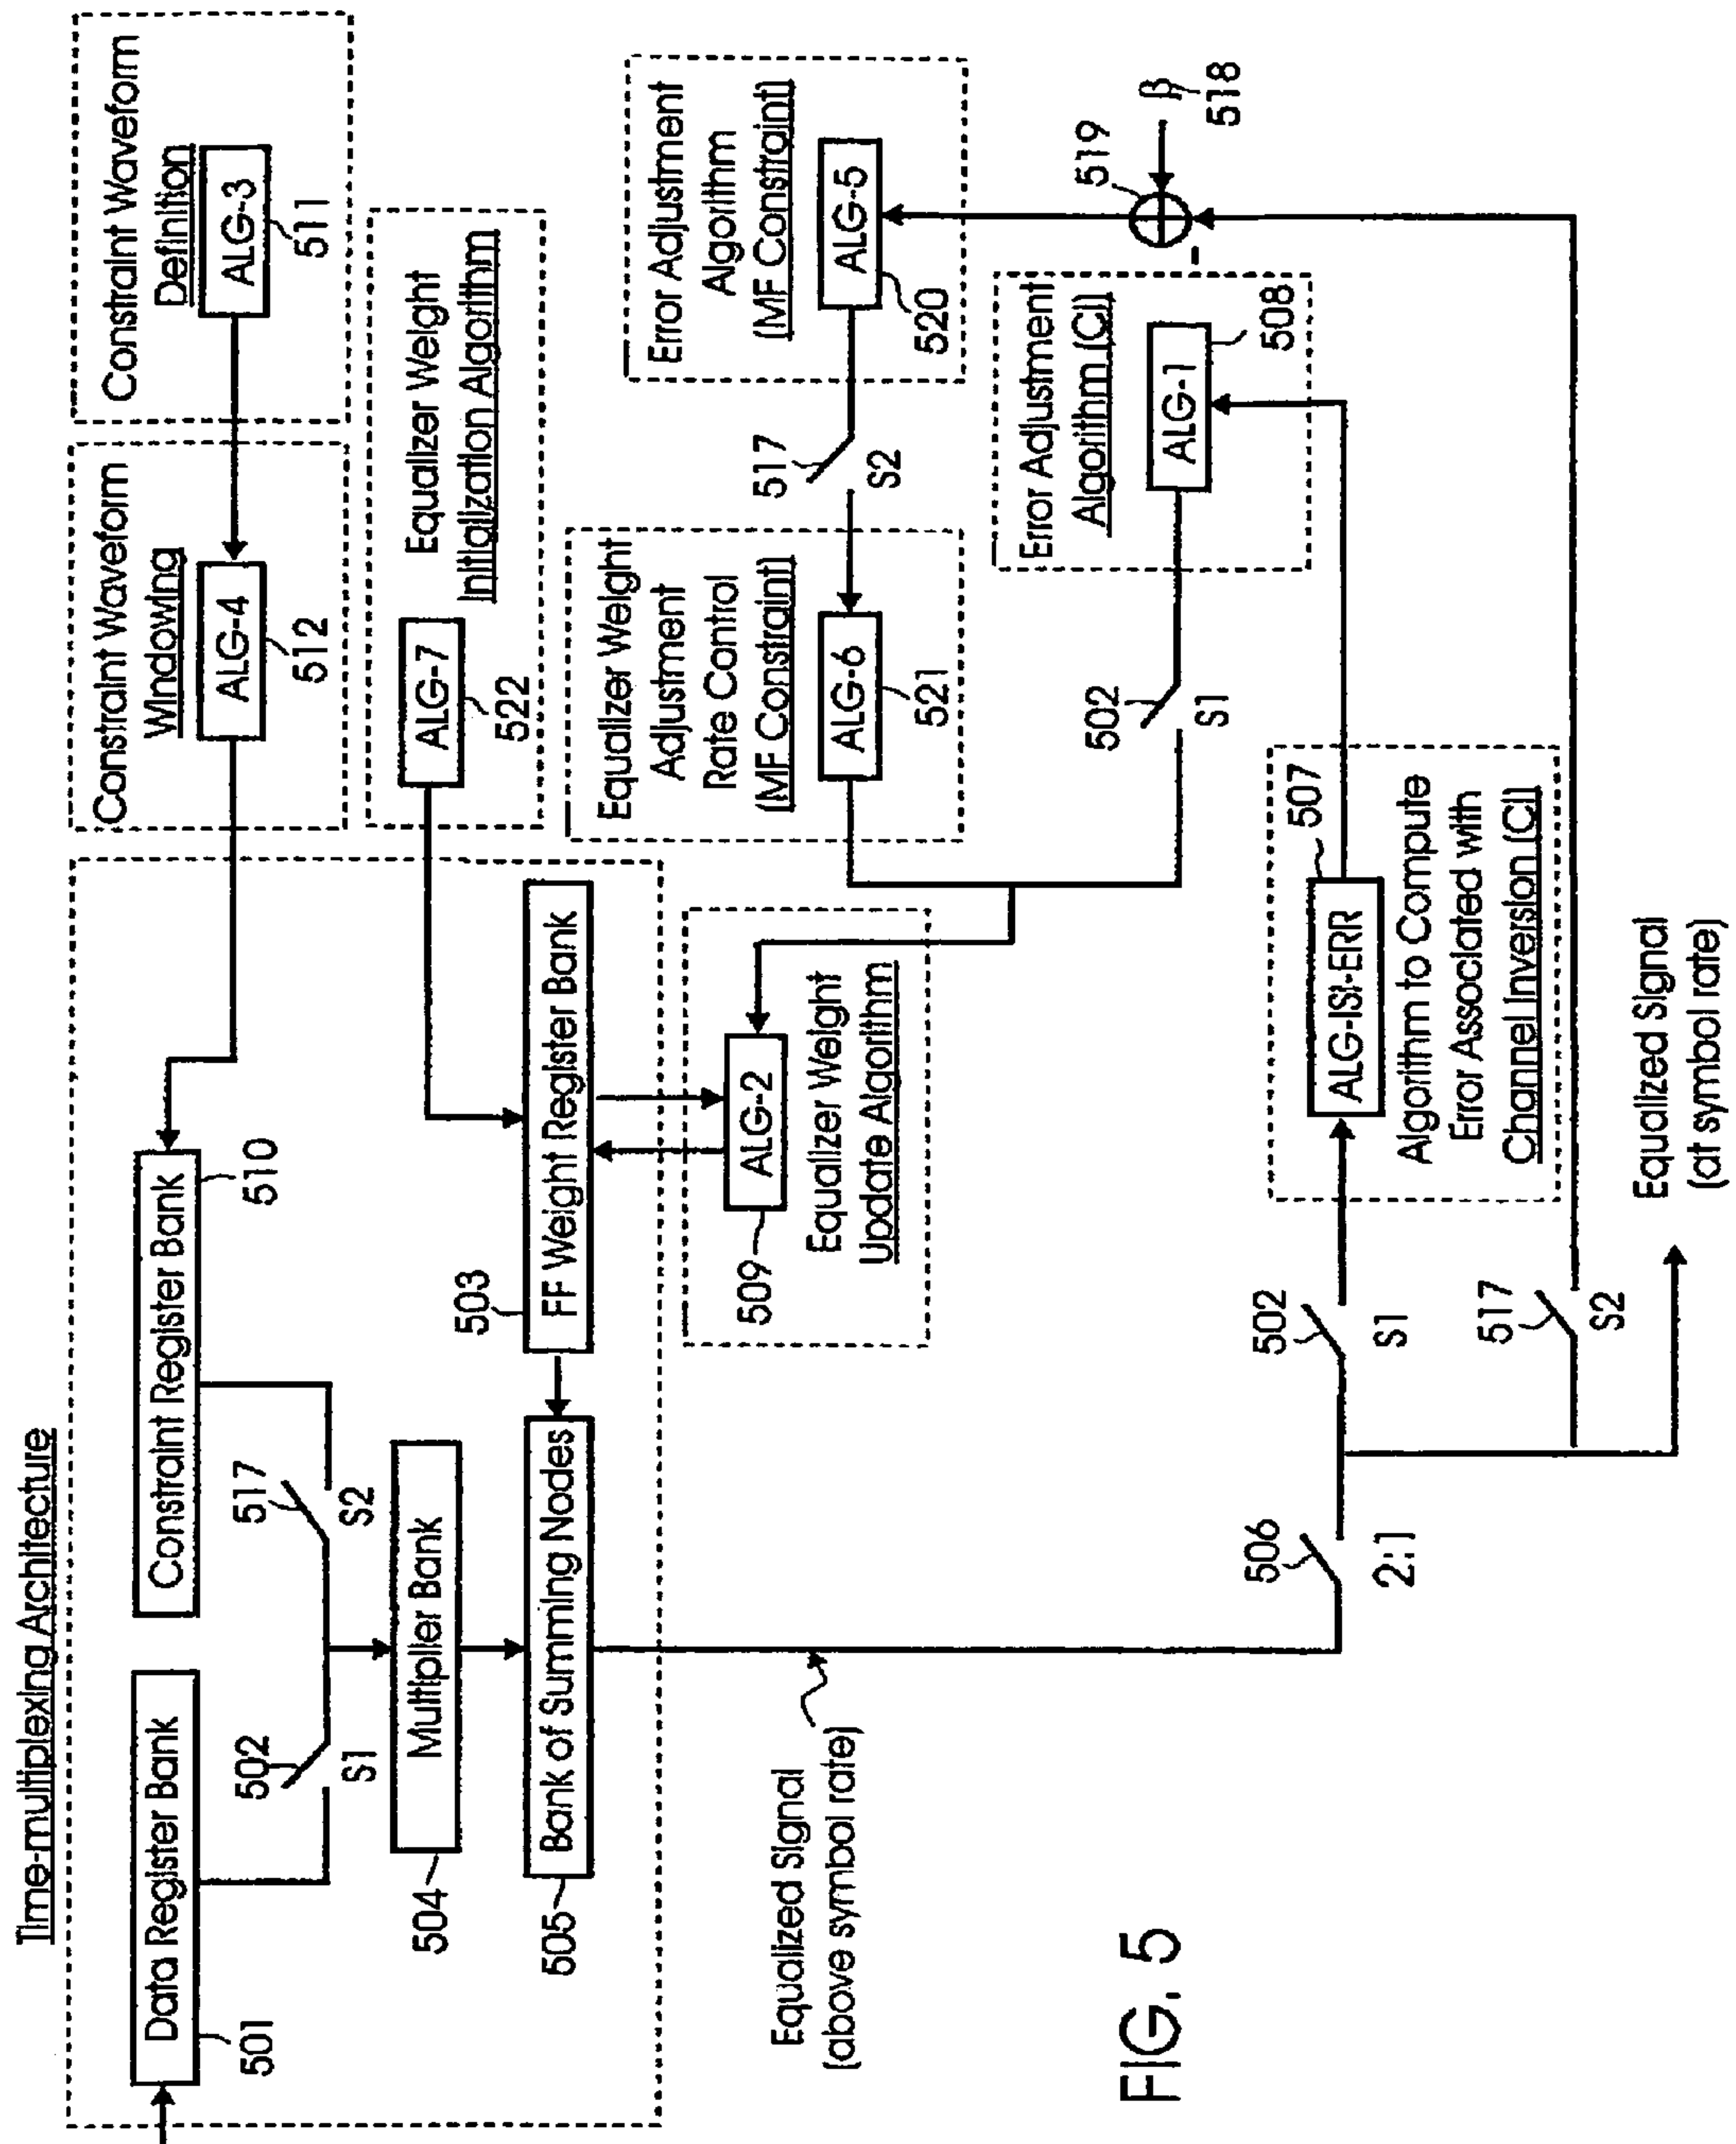 Time-multiplexing Architecture
Data Register Bank
501
502
S1
Constraint Register Bank
510
517
S2
Multiplier Bank
504
Bank of Summing Nodes
505
503
FF Weight Register Bank
Constraint Waveform
Windowing
ALG-4
512
Constraint Waveform
Definition
ALG-3
511
ALG-7
522
Equalizer Weight
Initialization Algorithm
Equalizer Weight
Adjustment
Rate Control
(MF Constraint)
ALG-6
521
517
S2
Error Adjustment
Algorithm
(MF Constraint)
ALG-5
520
509
ALG-2
Equalizer Weight
Update Algorithm
502
S1
Error Adjustment
Algorithm (CI)
ALG-1
508
519
β
518
-
Equalized Signal
(above symbol rate)
506
2:1
502
S1
507
ALG-ISI-ERR
Algorithm to Compute
Error Associated with
Channel Inversion (CI)
517
S2
Equalized Signal
(at symbol rate)
FIG. 5